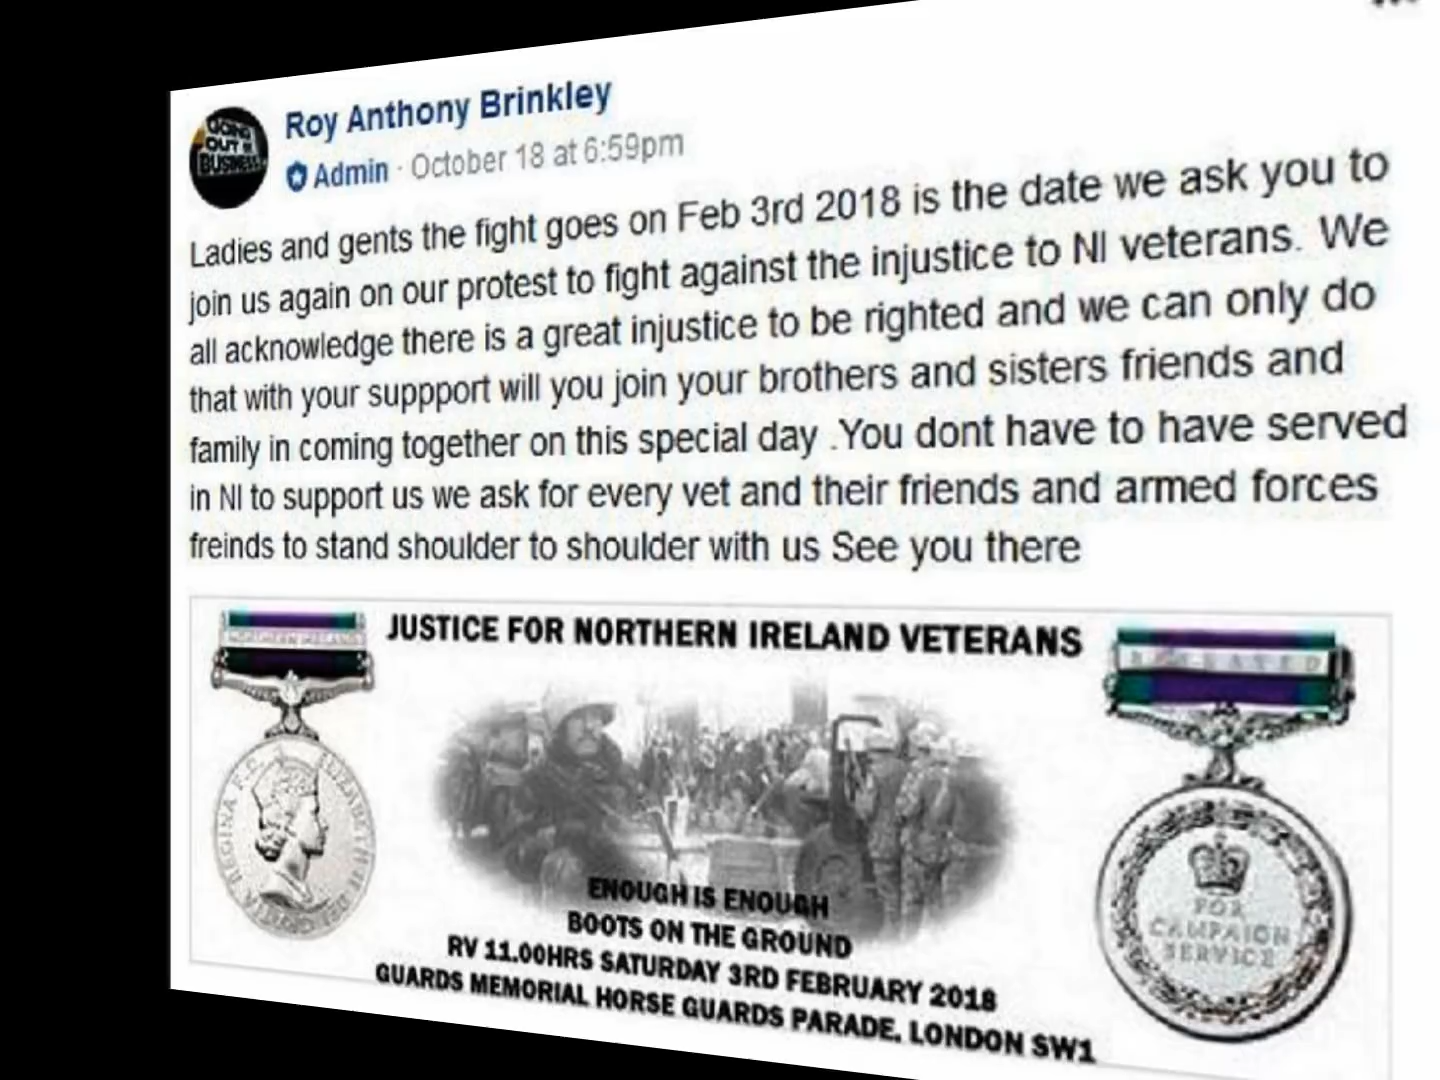 GOING
OUT OF
BUSINESS
Roy Anthony Brinkley
Admin · October 18 at 6:59pm
Ladies and gents the fight goes on Feb 3rd 2018 is the date we ask you to
join us again on our protest to fight against the injustice to NI veterans. We
all acknowledge there is a great injustice to be righted and we can only do
that with your suppport will you join your brothers and sisters friends and
family in coming together on this special day .You dont have to have served
in NI to support us we ask for every vet and their friends and armed forces
freinds to stand shoulder to shoulder with us See you there
JUSTICE FOR NORTHERN IRELAND VETERANS
NORTHERN IRELAND
REGINA F.D.
FOR
CAMPAIGN
SERVICE
ENOUGH IS ENOUGH
BOOTS ON THE GROUND
RV 11.00HRS SATURDAY 3RD FEBRUARY 2018
GUARDS MEMORIAL HORSE GUARDS PARADE, LONDON SW1